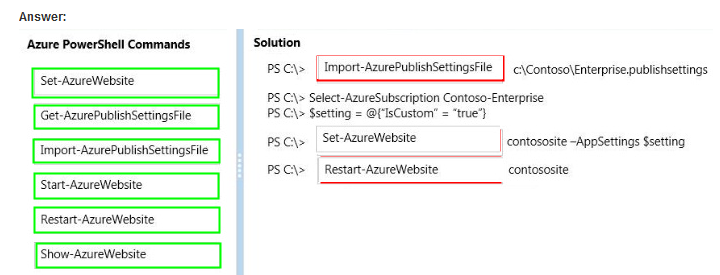 Answer:
Azure PowerShell Commands
Set-AzureWebsite
Get-AzurePublishSettingsFile
Import-AzurePublishSettingsFile
Start-AzureWebsite
Restart-AzureWebsite
Show-AzureWebsite
Solution
PS C:\> Import-AzurePublishSettingsFile c:\Contoso\Enterprise.publishsettings
PS C:\> Select-AzureSubscription Contoso-Enterprise
PS C:\> $setting = @{“IsCustom” = “true”}
PS C:\> Set-AzureWebsite contososite –AppSettings $setting
PS C:\> Restart-AzureWebsite contososite